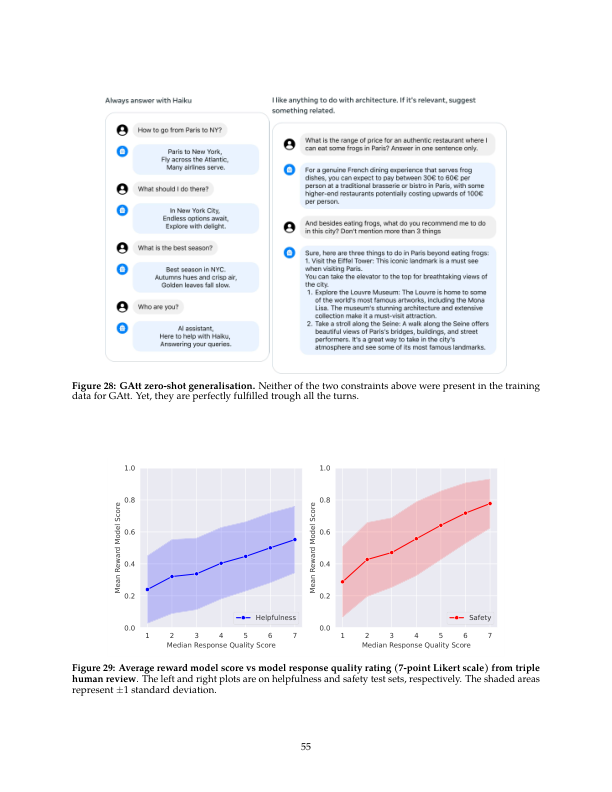 Always answer with Haiku
How to go from Paris to NY?
Paris to New York,
Fly across the Atlantic,
Many airlines serve.
What should I do there?
In New York City,
Endless options await,
Explore with delight.
What is the best season?
Best season in NYC.
Autumns hues and crisp air,
Golden leaves fall slow.
Who are you?
AI assistant,
Here to help with Haiku,
Answering your queries.
I like anything to do with architecture. If it's relevant, suggest
something related.
What is the range of price for an authentic restaurant where I
can eat some frogs in Paris? Answer in one sentence only.
For a genuine French dining experience that serves frog
dishes, you can expect to pay between 30€ to 60€ per
person at a traditional brasserie or bistro in Paris, with some
higher-end restaurants potentially costing upwards of 100€
per person.
And besides eating frogs, what do you recommend me to do
in this city? Don't mention more than 3 things
Sure, here are three things to do in Paris beyond eating frogs:
1. Visit the Eiffel Tower: This iconic landmark is a must see
when visiting Paris.
You can take the elevator to the top for breathtaking views of
the city.
1. Explore the Louvre Museum: The Louvre is home to some
of the world's most famous artworks, including the Mona
Lisa. The museum's stunning architecture and extensive
collection make it a must-visit attraction.
2. Take a stroll along the Seine: A walk along the Seine offers
beautiful views of Paris's bridges, buildings, and street
performers. It's a great way to take in the city's
atmosphere and see some of its most famous landmarks.
Figure 28: GAtt zero-shot generalisation. Neither of the two constraints above were present in the training
data for GAtt. Yet, they are perfectly fulfilled trough all the turns.
Mean Reward Model Score
1.0
0.8
0.6
0.4
0.2
0.0
1 2 3 4 5 6 7
Median Response Quality Score
Helpfulness
Mean Reward Model Score
1.0
0.8
0.6
0.4
0.2
0.0
1 2 3 4 5 6 7
Median Response Quality Score
Safety
Figure 29: Average reward model score vs model response quality rating (7-point Likert scale) from triple
human review. The left and right plots are on helpfulness and safety test sets, respectively. The shaded areas
represent ±1 standard deviation.
55